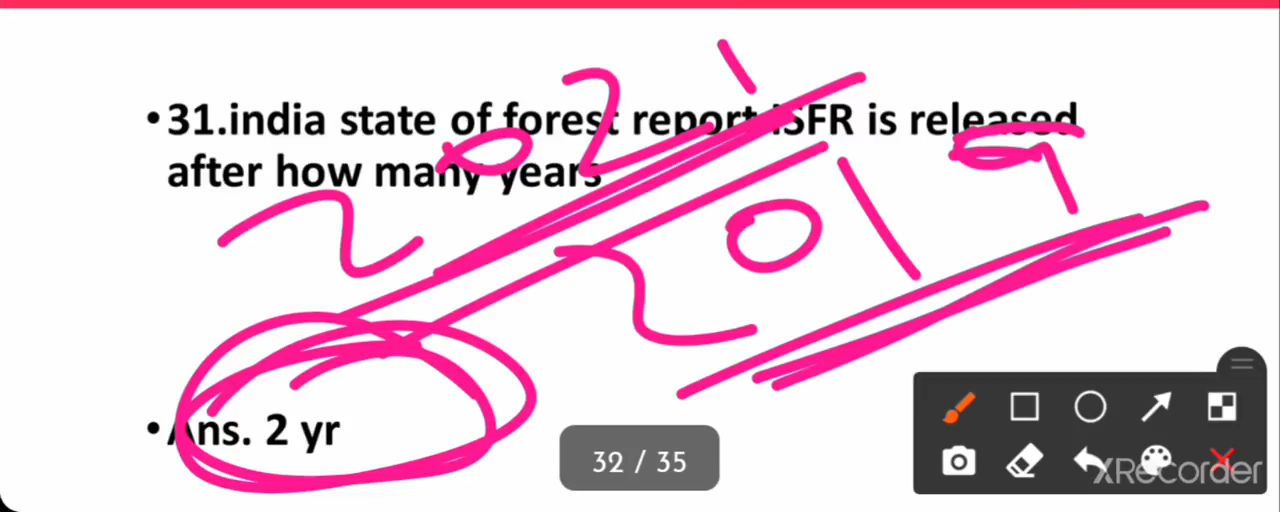 •31.india state of forest report ISFR is released
after how many years
2021
2019
•Ans. 2 yr
32 / 35
XRecorder